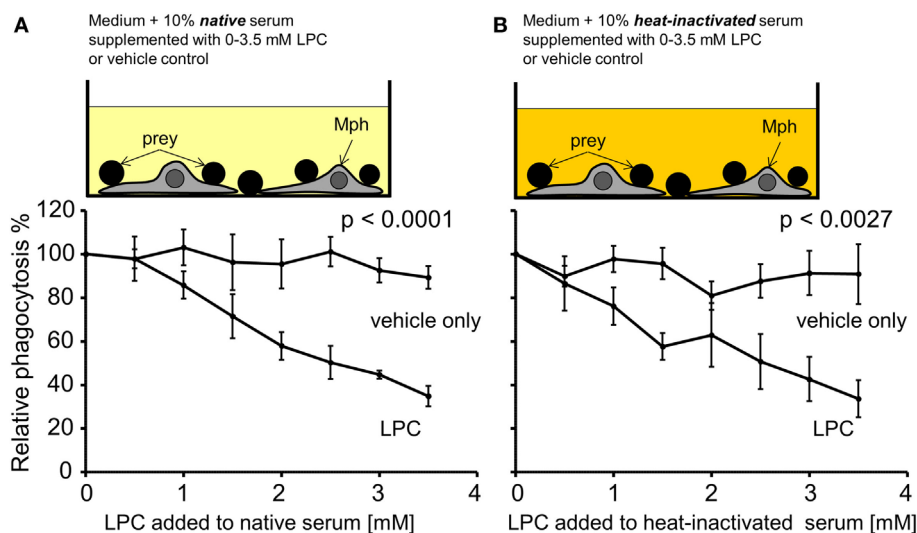 A
Medium + 10% native serum
supplemented with 0-3.5 mM LPC
or vehicle control
prey
Mph
Relative phagocytosis %
120
100
80
60
40
20
0
p < 0.0001
vehicle only
LPC
0 1 2 3 4
LPC added to native serum [mM]
B
Medium + 10% heat-inactivated serum
supplemented with 0-3.5 mM LPC
or vehicle control
prey
Mph
p < 0.0027
vehicle only
LPC
0 1 2 3 4
LPC added to heat-inactivated serum [mM]